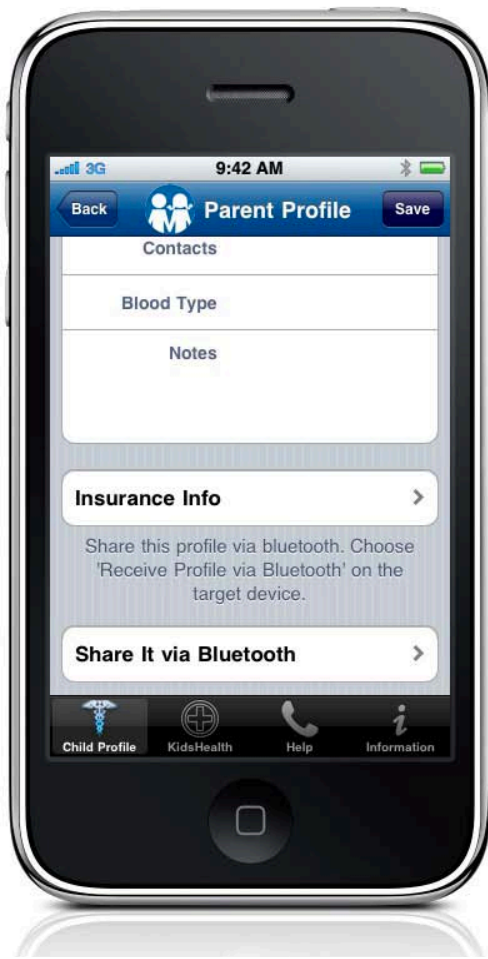 3G 9:42 AM
Back Parent Profile Save
Contacts
Blood Type
Notes
Insurance Info
Share this profile via bluetooth. Choose
'Receive Profile via Bluetooth' on the
target device.
Share It via Bluetooth
Child Profile KidsHealth Help Information